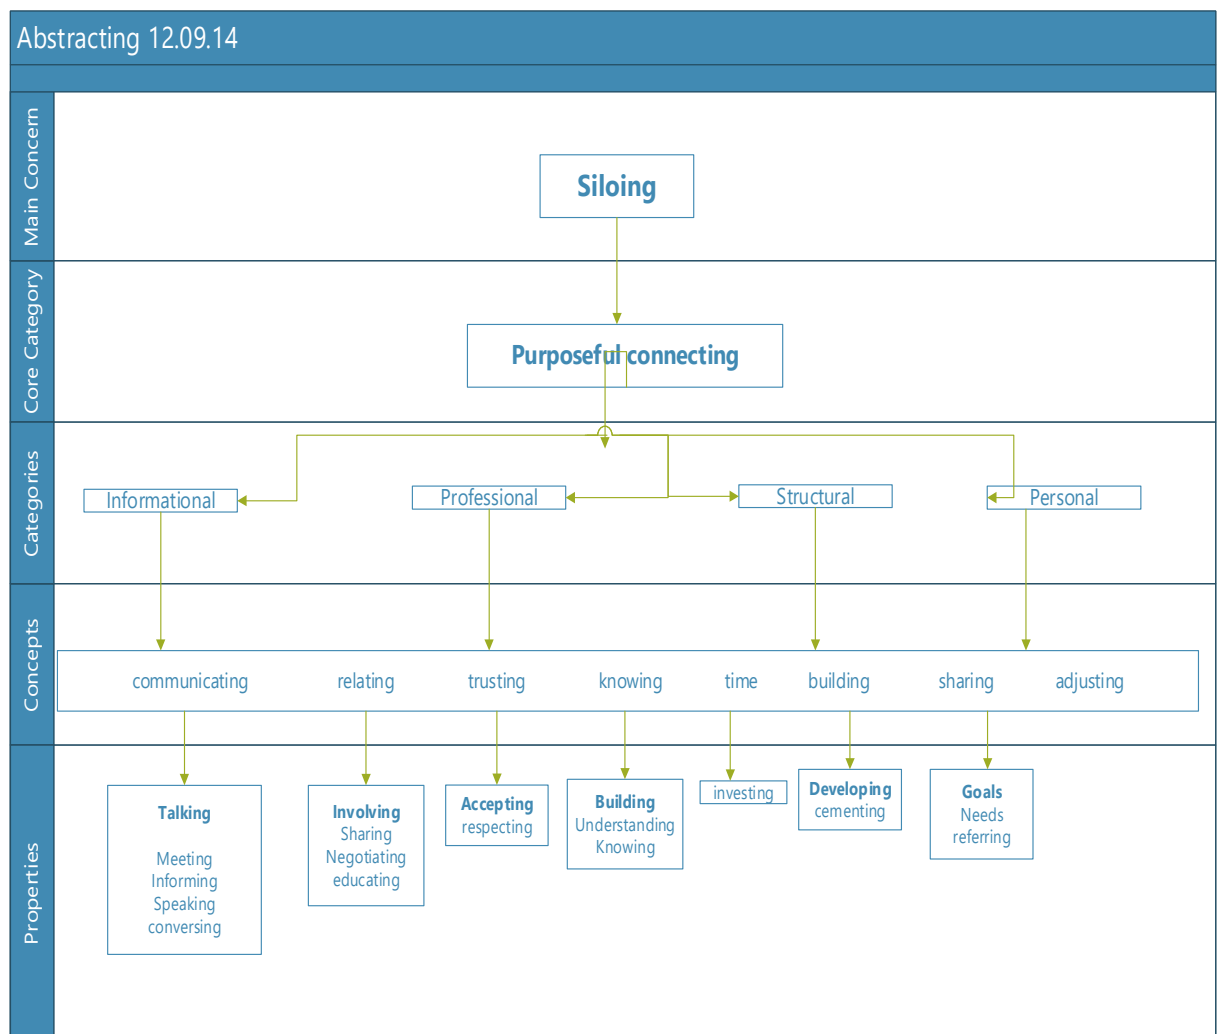 Abstracting 12.09.14
Main Concern
Siloing
Core Category
Purposeful connecting
Categories
Informational
Professional
Structural
Personal
Concepts
communicating
relating
trusting
knowing
time
building
sharing
adjusting
Properties
Talking
Meeting
Informing
Speaking
conversing
Involving
Sharing
Negotiating
educating
Accepting
respecting
Building
Understanding
Knowing
investing
Developing
cementing
Goals
Needs
referring